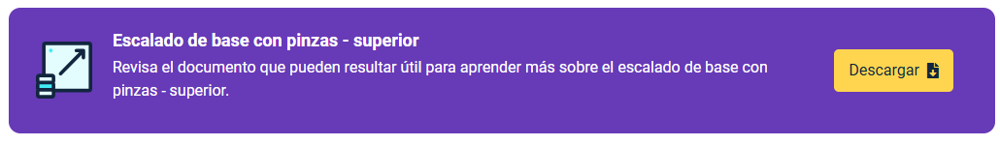 Escalado de base con pinzas - superior
Revisa el documento que pueden resultar útil para aprender más sobre el escalado de base con
pinzas - superior.
Descargar